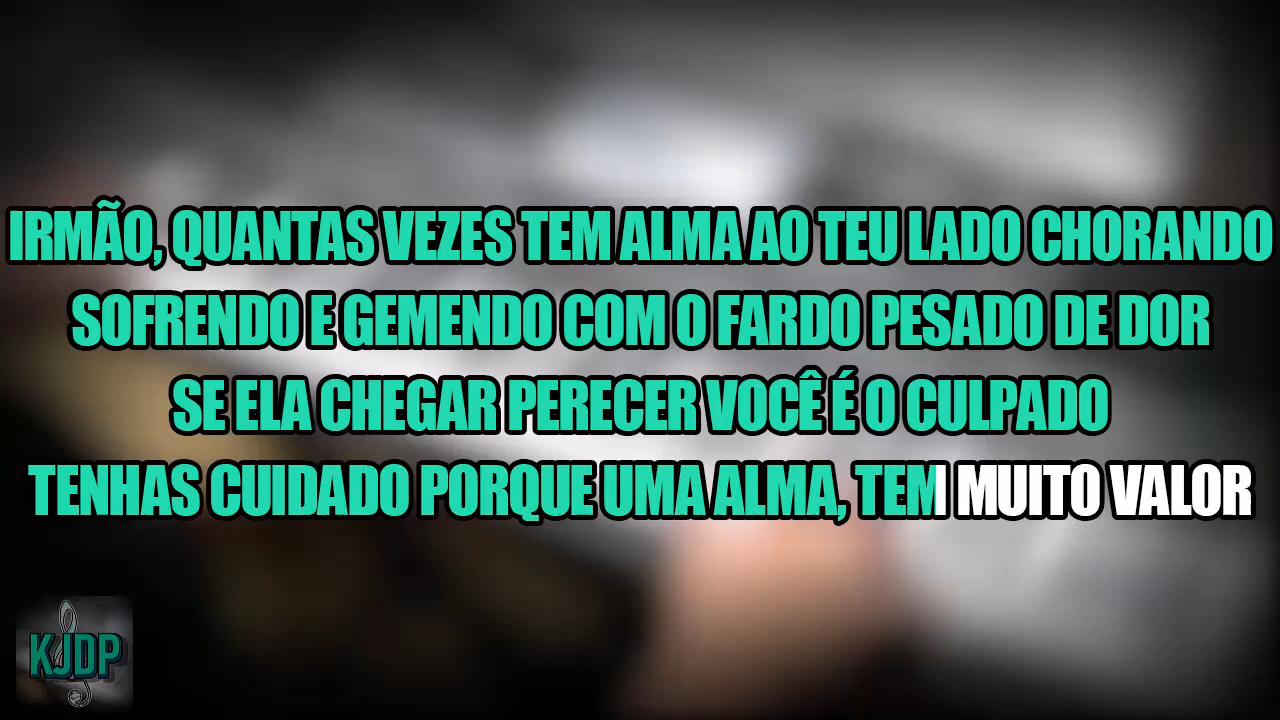 IRMÃO, QUANTAS VEZES TEM ALMA AO TEU LADO CHORANDO
SOFRENDO E GEMENDO COM O FARDO PESADO DE DOR
SE ELA CHEGAR PERECER VOCÊ É O CULPADO
TENHAS CUIDADO PORQUE UMA ALMA, TEM MUITO VALOR
KJDP